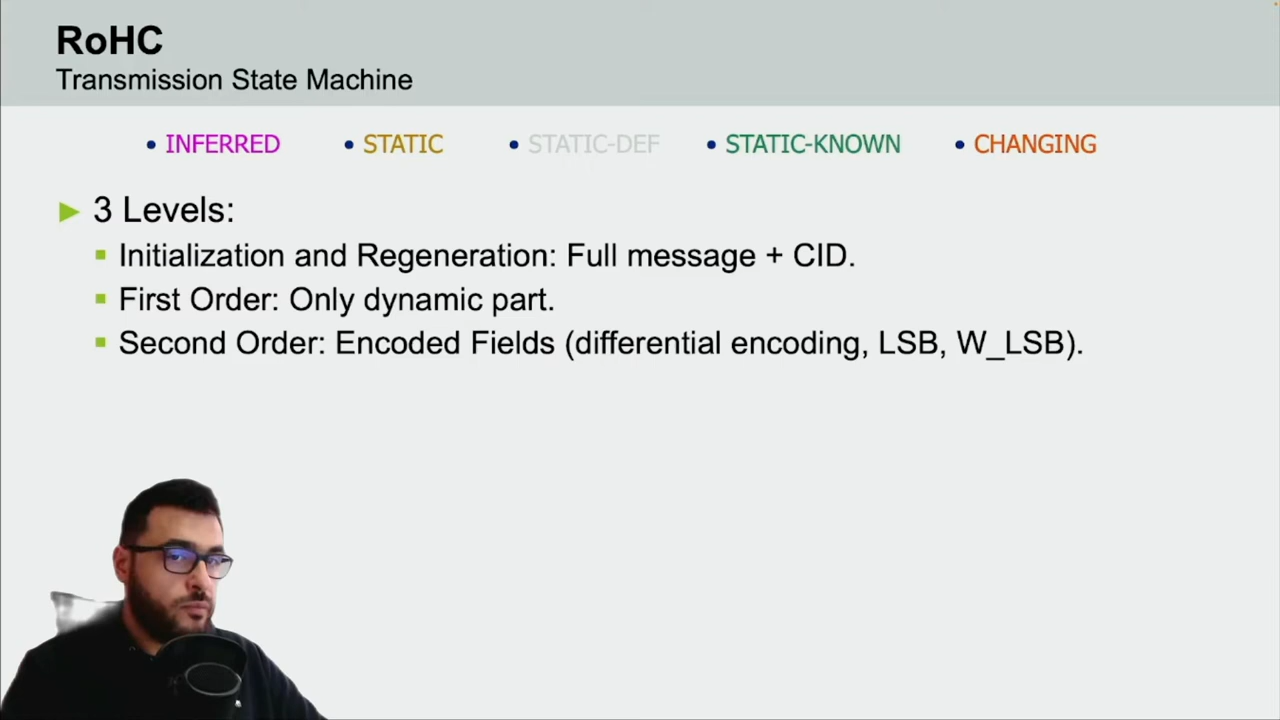 RoHC
Transmission State Machine
• INFERRED • STATIC • STATIC-DEF • STATIC-KNOWN • CHANGING
3 Levels:
Initialization and Regeneration: Full message + CID.
First Order: Only dynamic part.
Second Order: Encoded Fields (differential encoding, LSB, W_LSB).